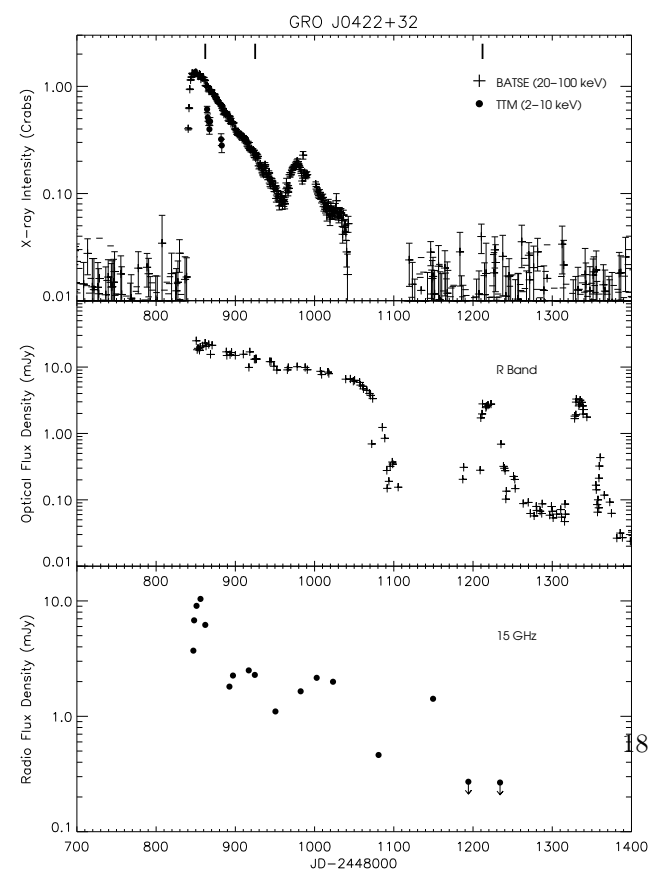 GRO J0422+32
BATSE (20-100 keV)
TTM (2-10 keV)
X-ray Intensity (Crabs)
1.00
0.10
0.01
800 900 1000 1100 1200 1300
R Band
Optical Flux Density (mJy)
10.0
1.00
0.10
0.01
800 900 1000 1100 1200 1300
15 GHz
Radio Flux Density (mJy)
10.0
1.0
0.1
18
700 800 900 1000 1100 1200 1300 1400
JD-2448000